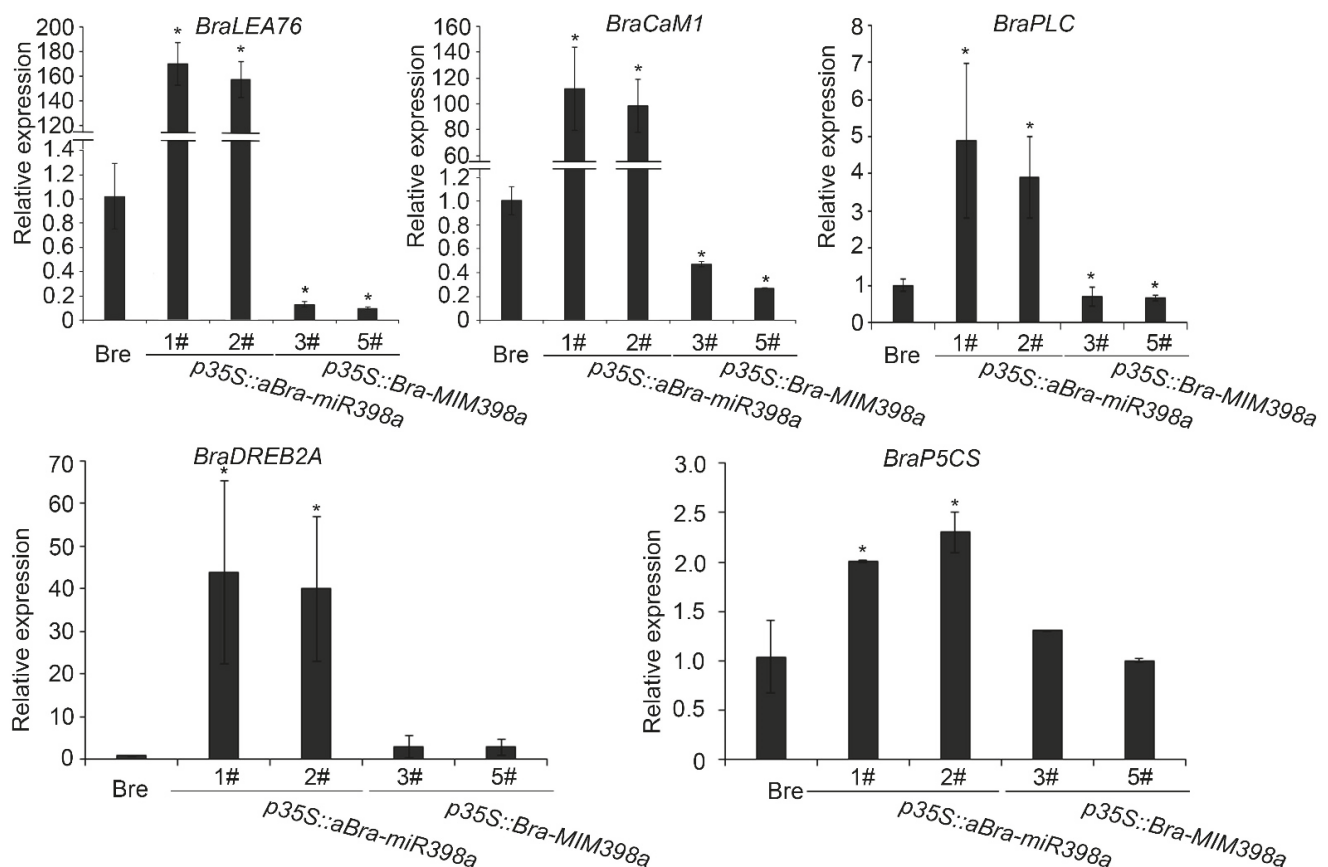 BraLEA76
Relative expression
180
160
140
120
1.4
1.2
1.0
0.8
0.6
0.4
0.2
0
* * * *
Bre 1# 2# 3# 5#
p35S::aBra-miR398a p35S::Bra-MIM398a
BraCaM1
Relative expression
160
140
120
100
80
60
1.2
1.0
0.8
0.6
0.4
0.2
0
* * * *
Bre 1# 2# 3# 5#
p35S::aBra-miR398a p35S::Bra-MIM398a
BraPLC
Relative expression
8
7
6
5
4
3
2
1
0
* * * *
Bre 1# 2# 3# 5#
p35S::aBra-miR398a p35S::Bra-MIM398a
BraDREB2A
Relative expression
70
60
50
40
30
20
10
0
* *
Bre 1# 2# 3# 5#
p35S::aBra-miR398a p35S::Bra-MIM398a
BraP5CS
Relative expression
3.0
2.5
2.0
1.5
1.0
0.5
0
* *
Bre 1# 2# 3# 5#
p35S::aBra-miR398a p35S::Bra-MIM398a